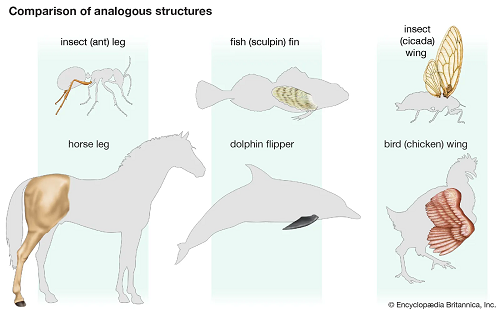 Comparison of analogous structures
insect (ant) leg
fish (sculpin) fin
insect
(cicada)
wing
horse leg
dolphin flipper
bird (chicken) wing
© Encyclopædia Britannica, Inc.